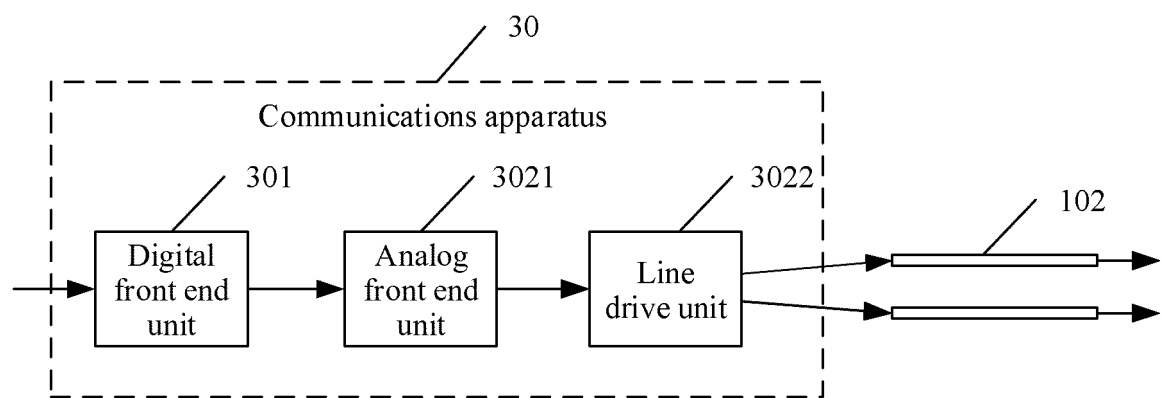 30
Communications apparatus
301
3021
3022
102
Digital
front end
unit
Analog
front end
unit
Line
drive unit